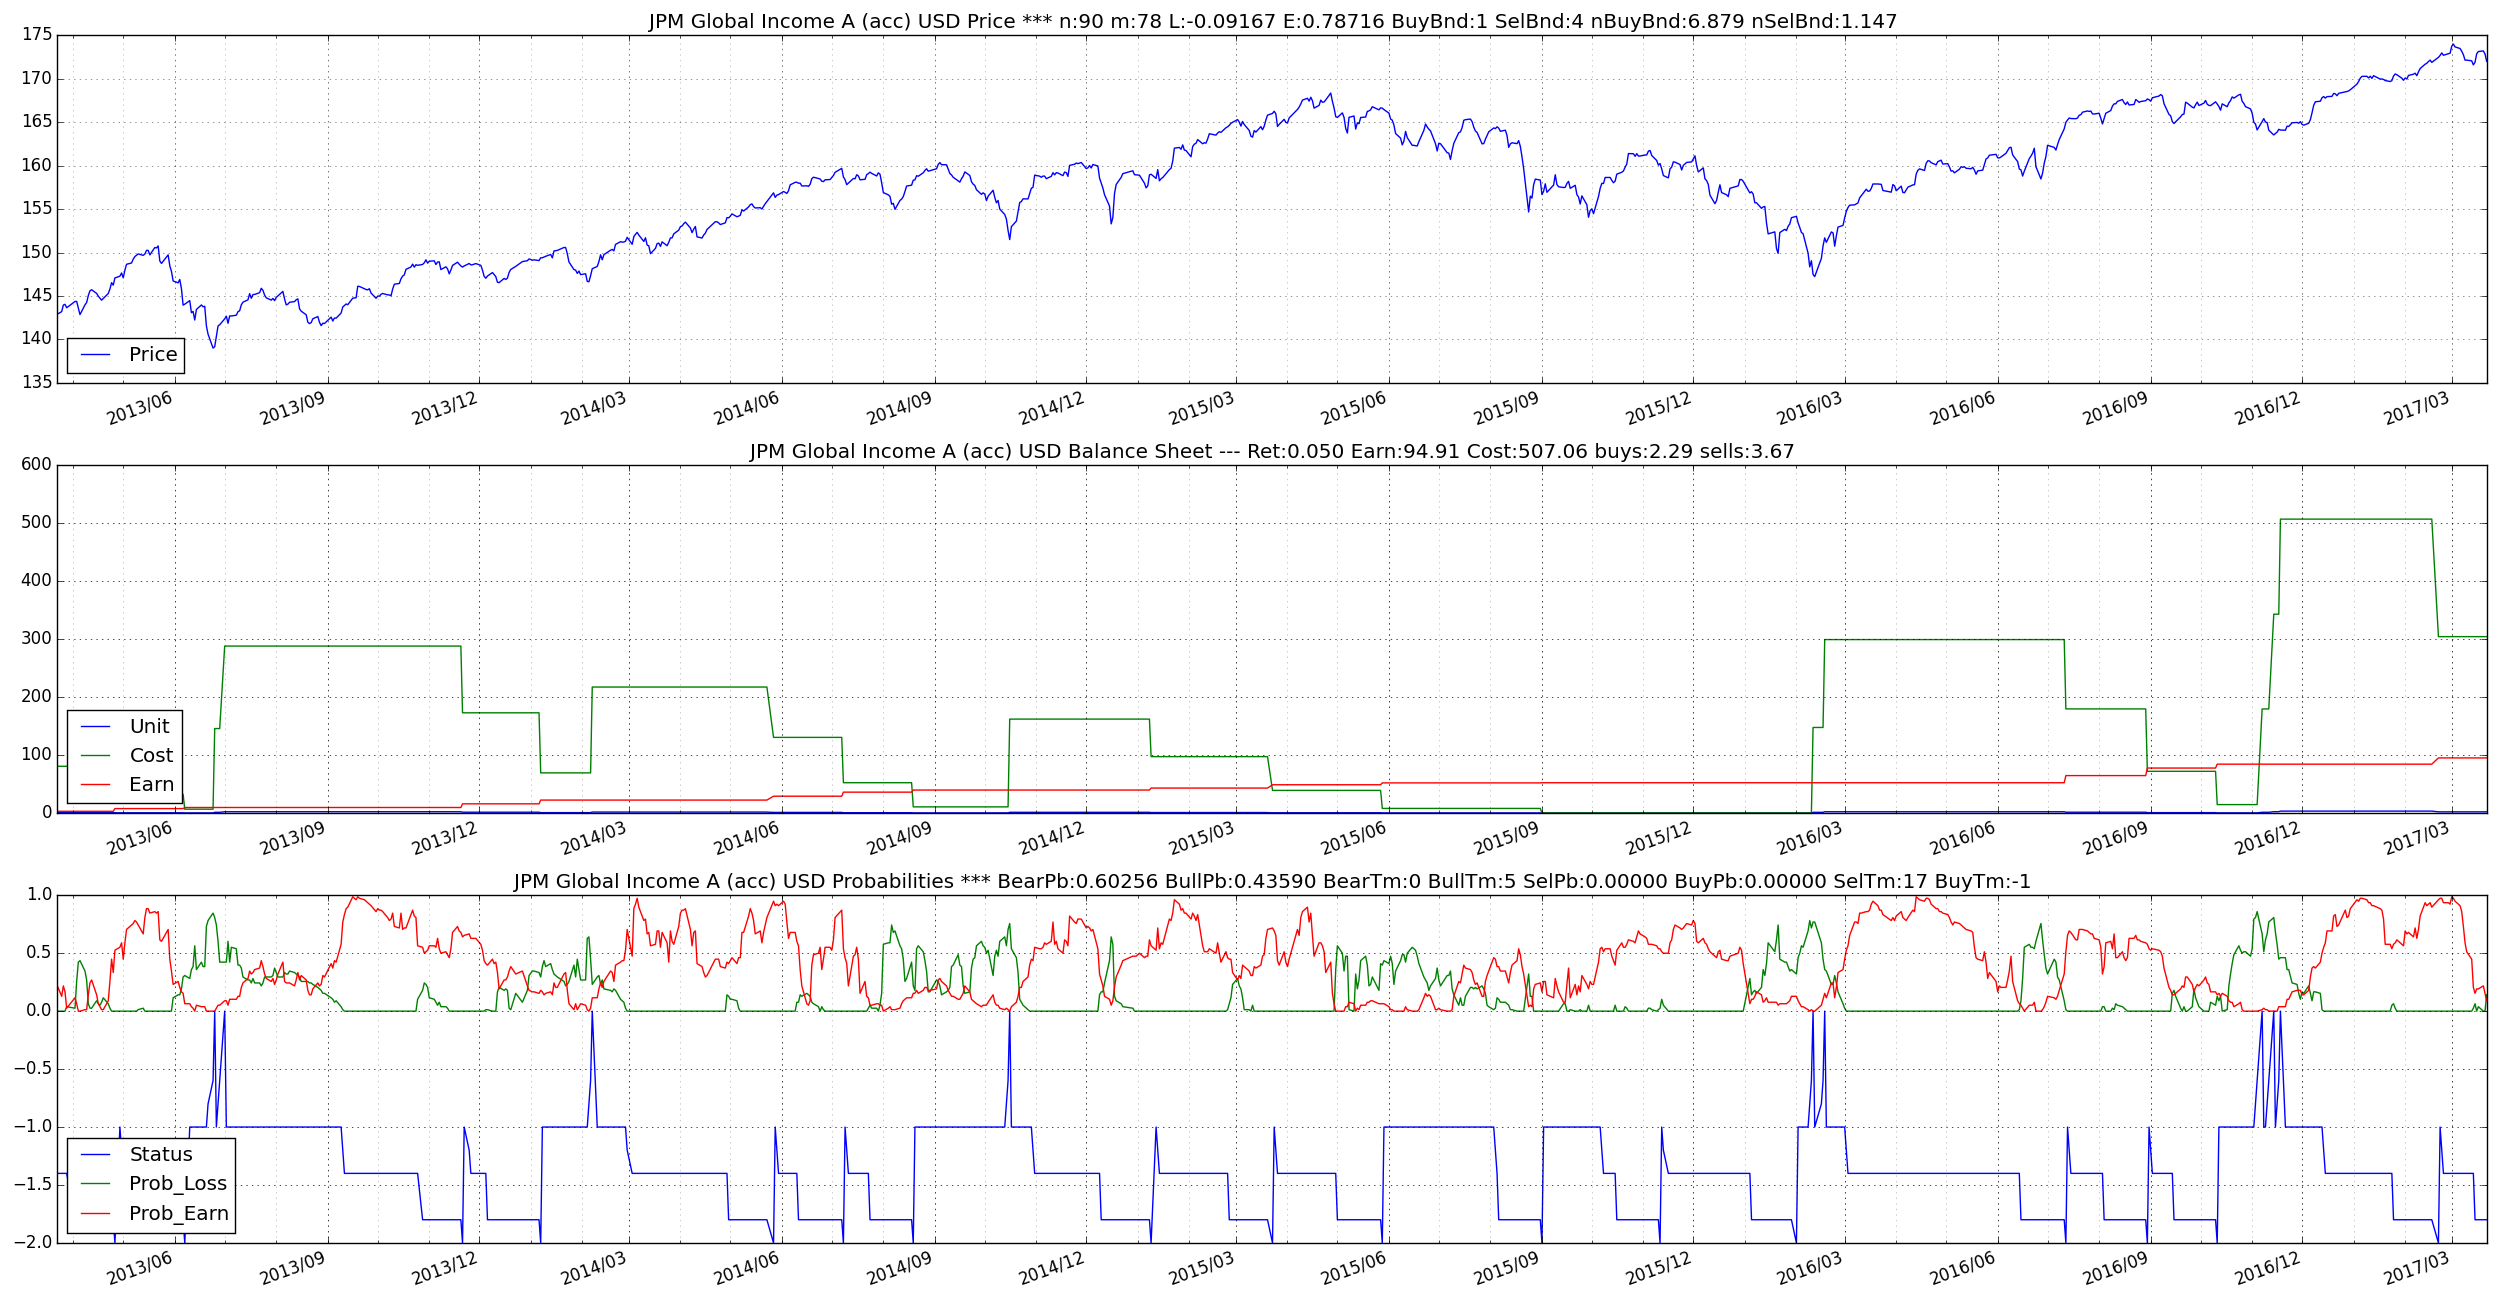 JPM Global Income A (acc) USD Price *** n:90 m:78 L:-0.09167 E:0.78716 BuyBnd:1 SelBnd:4 nBuyBnd:6.879 nSelBnd:1.147
175
170
165
160
155
150
145
140
135
Price
2013/06 2013/09 2013/12 2014/03 2014/06 2014/09 2014/12 2015/03 2015/06 2015/09 2015/12 2016/03 2016/06 2016/09 2016/12 2017/03
JPM Global Income A (acc) USD Balance Sheet --- Ret:0.050 Earn:94.91 Cost:507.06 buys:2.29 sells:3.67
600
500
400
300
200
100
0
Unit
Cost
Earn
2013/06 2013/09 2013/12 2014/03 2014/06 2014/09 2014/12 2015/03 2015/06 2015/09 2015/12 2016/03 2016/06 2016/09 2016/12 2017/03
JPM Global Income A (acc) USD Probabilities *** BearPb:0.60256 BullPb:0.43590 BearTm:0 BullTm:5 SelPb:0.00000 BuyPb:0.00000 SelTm:17 BuyTm:-1
1.0
0.5
0.0
−0.5
−1.0
−1.5
−2.0
Status
Prob_Loss
Prob_Earn
2013/06 2013/09 2013/12 2014/03 2014/06 2014/09 2014/12 2015/03 2015/06 2015/09 2015/12 2016/03 2016/06 2016/09 2016/12 2017/03